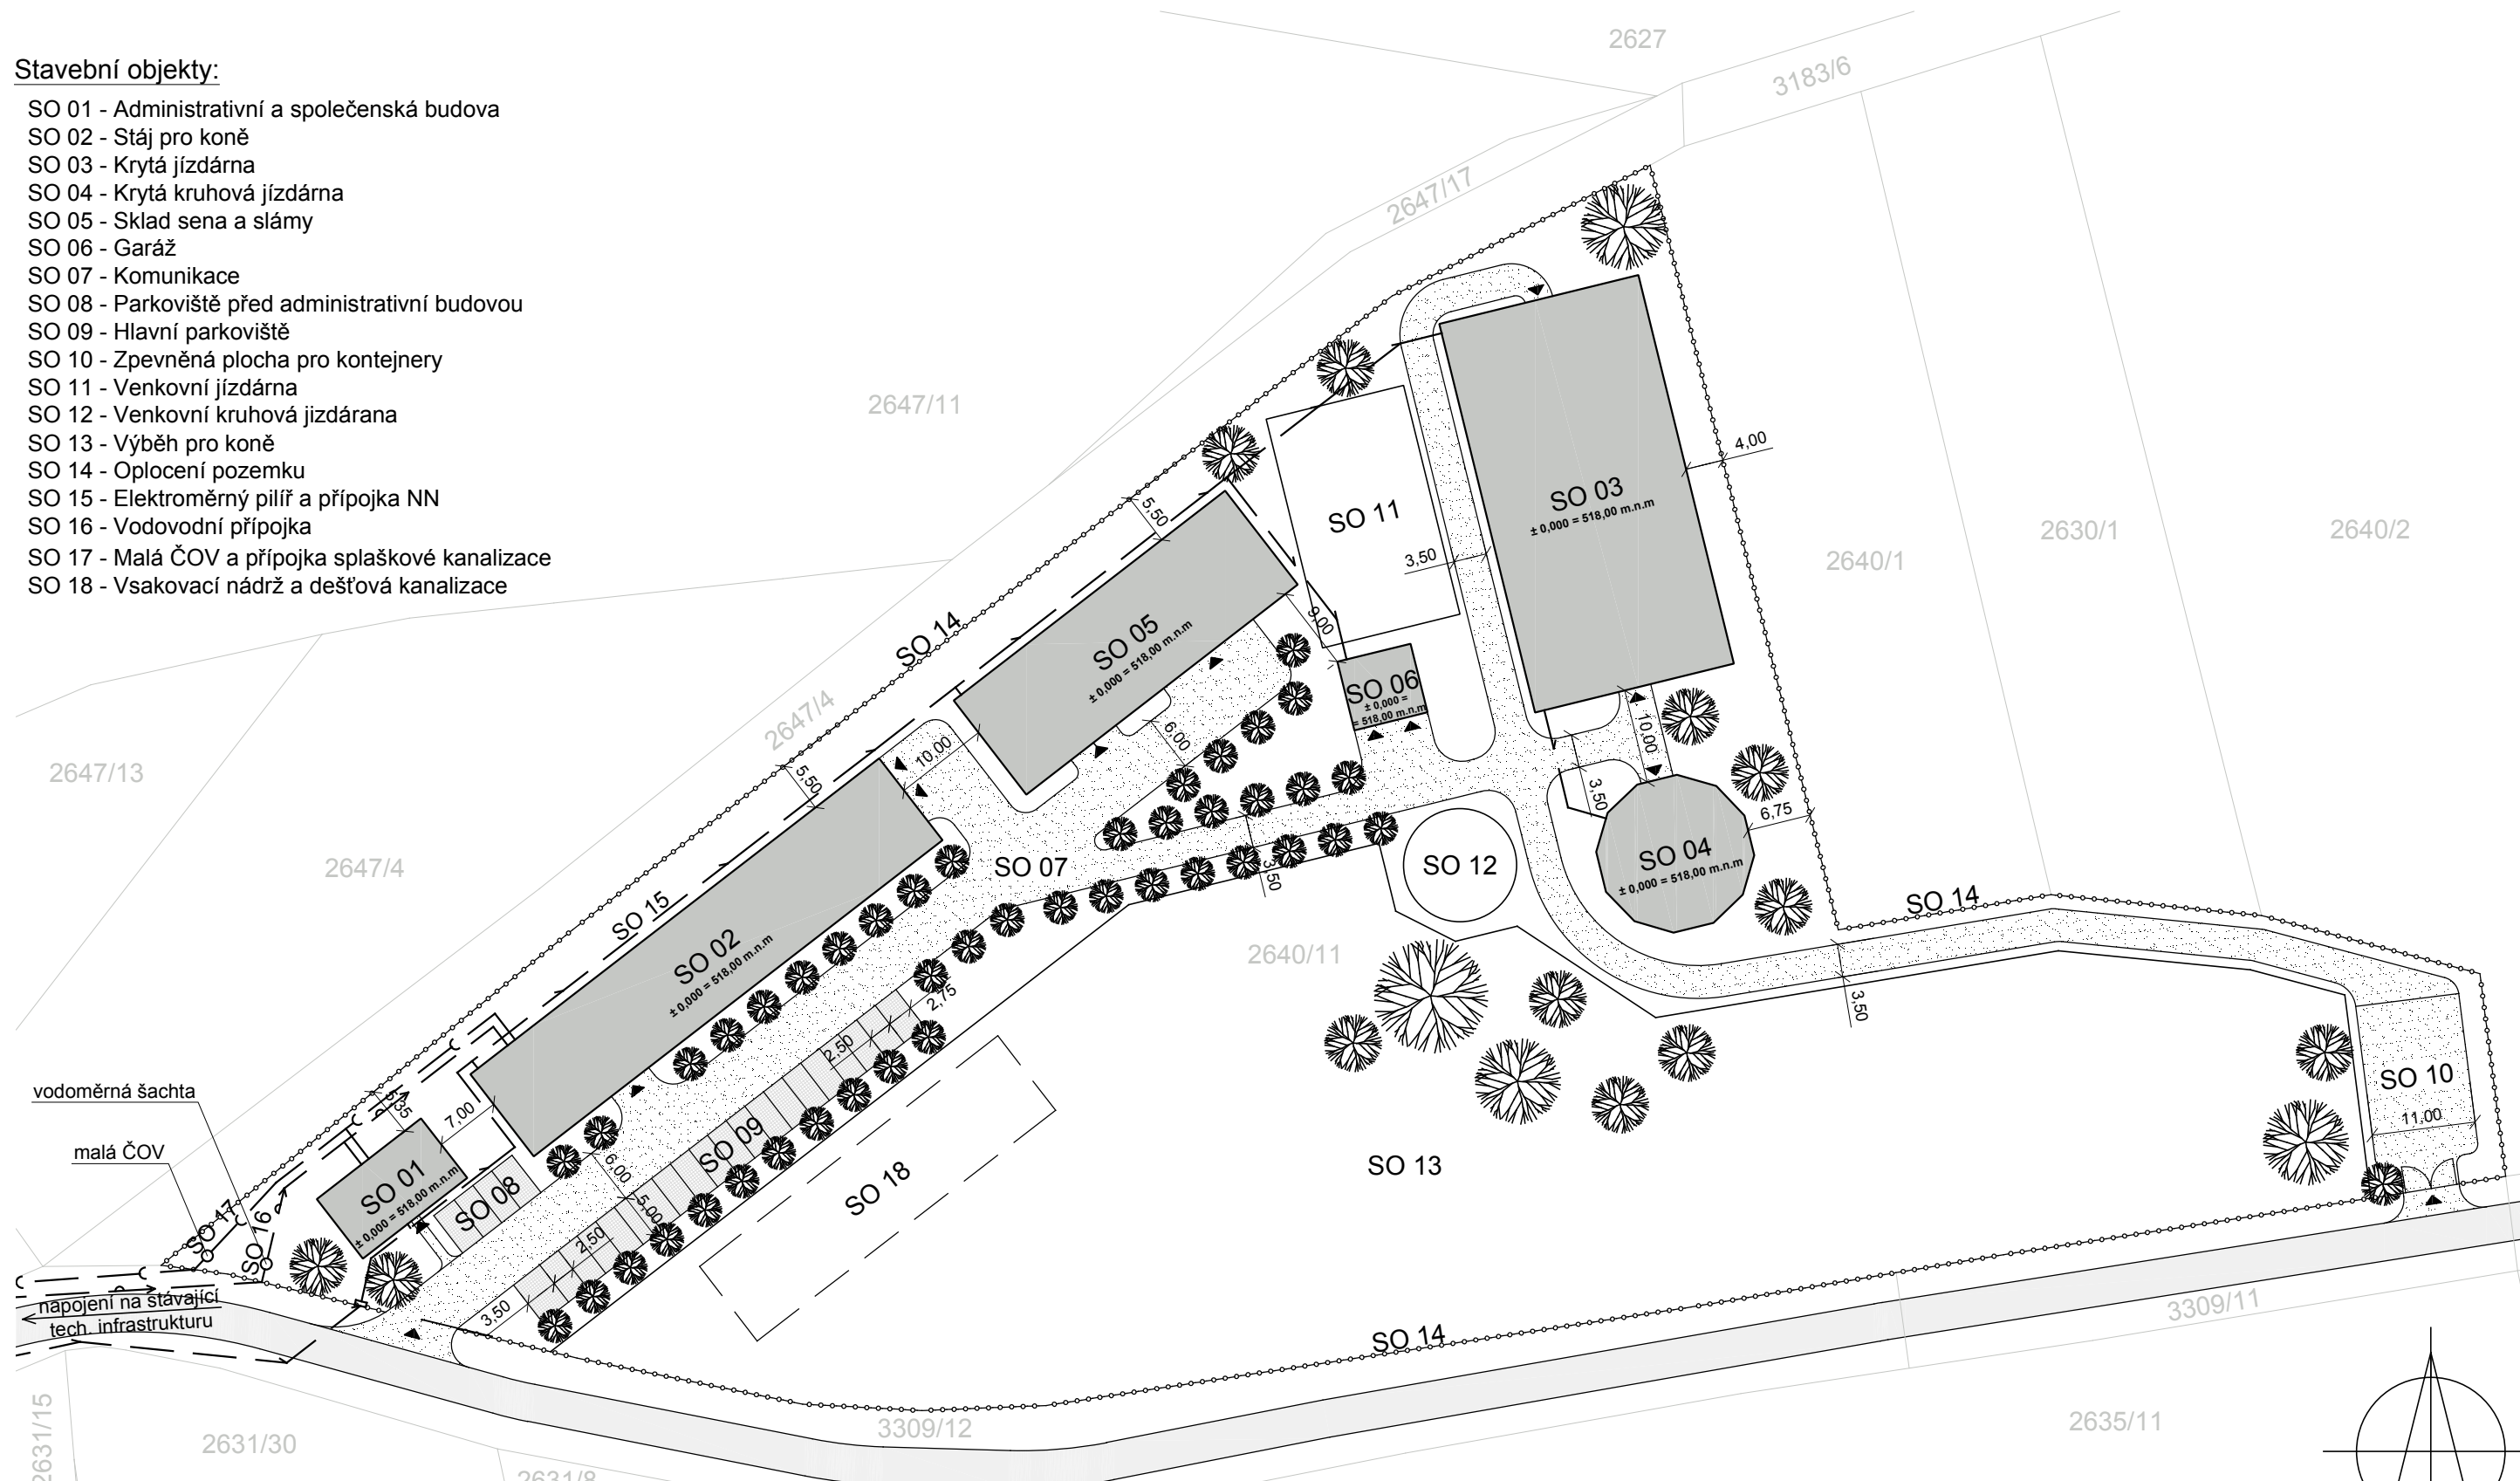 Stavební objekty:
SO 01 - Administrativní a společenská budova
SO 02 - Stáj pro koně
SO 03 - Krytá jízdárna
SO 04 - Krytá kruhová jízdárna
SO 05 - Sklad sena a slámy
SO 06 - Garáž
SO 07 - Komunikace
SO 08 - Parkoviště před administrativní budovou
SO 09 - Hlavní parkoviště
SO 10 - Zpevněná plocha pro kontejnery
SO 11 - Venkovní jízdárna
SO 12 - Venkovní kruhová jizdárana
SO 13 - Výběh pro koně
SO 14 - Oplocení pozemku
SO 15 - Elektroměrný pilíř a přípojka NN
SO 16 - Vodovodní přípojka
SO 17 - Malá ČOV a přípojka splaškové kanalizace
SO 18 - Vsakovací nádrž a dešťová kanalizace
2627
3183/6
2647/17
2647/11
4,00
SO 03
± 0,000 = 518,00 m.n.m
SO 11
3,50
5,50
2640/1
2630/1
2640/2
9,00
SO 14
SO 05
± 0,000 = 518,00 m.n.m
SO 06
± 0,000 =
= 518,00 m.n.m
2647/4
6,00
10,00
10,00
5,50
3,50
6,75
2647/13
2647/4
SO 07
3,50
SO 12
SO 04
± 0,000 = 518,00 m.n.m
SO 14
SO 15
SO 02
± 0,000 = 518,00 m.n.m
2640/11
2,75
3,50
2,50
vodoměrná šachta
5,35
7,00
SO 10
11,00
malá ČOV
SO 09
SO 13
SO 01
± 0,000 = 518,00 m.n.m
SO 08
6,00
5,00
SO 18
SO 17
SO 16
2,50
3,50
napojení na stávající
tech. infrastrukturu
SO 14
3309/11
2631/15
2631/30
2631/8
3309/12
2635/11